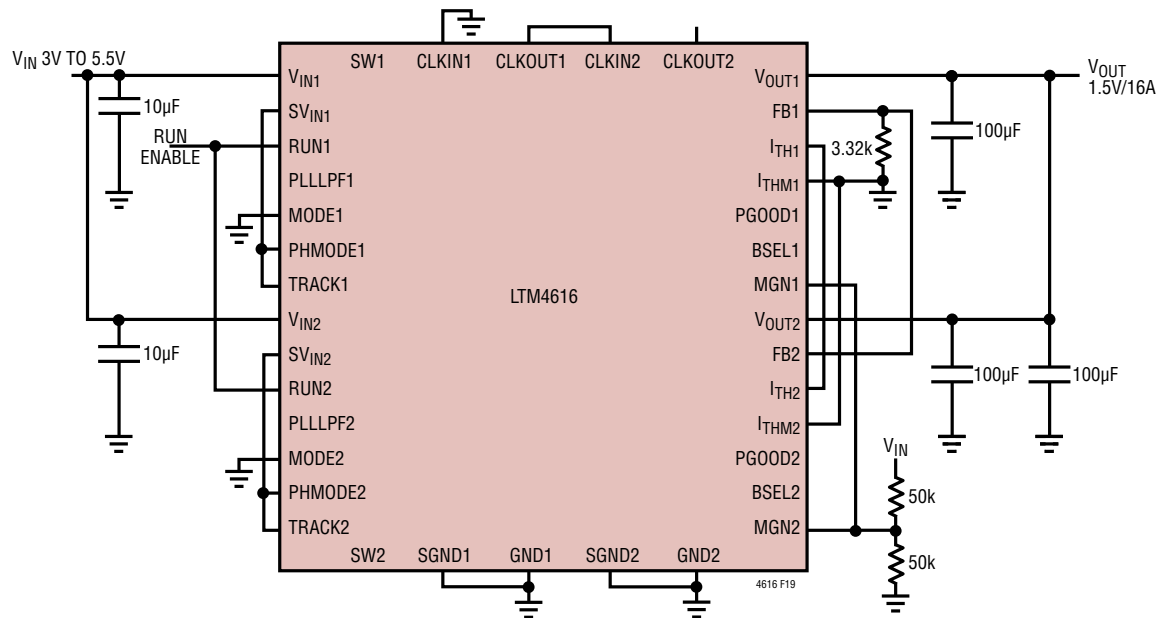 SW1 CLKIN1 CLKOUT1 CLKIN2 CLKOUT2
V_IN 3V TO 5.5V
10µF
RUN
ENABLE
V_IN1
SV_IN1
RUN1
PLLLPF1
MODE1
PHMODE1
TRACK1
V_IN2
10µF
SV_IN2
RUN2
PLLLPF2
MODE2
PHMODE2
TRACK2
LTM4616
V_OUT1
FB1
I_TH1
I_THM1
PGOOD1
BSEL1
MGN1
V_OUT2
FB2
I_TH2
I_THM2
PGOOD2
BSEL2
MGN2
V_OUT
1.5V/16A
100µF
3.32k
100µF
100µF
V_IN
50k
50k
SW2 SGND1 GND1 SGND2 GND2
4616 F19